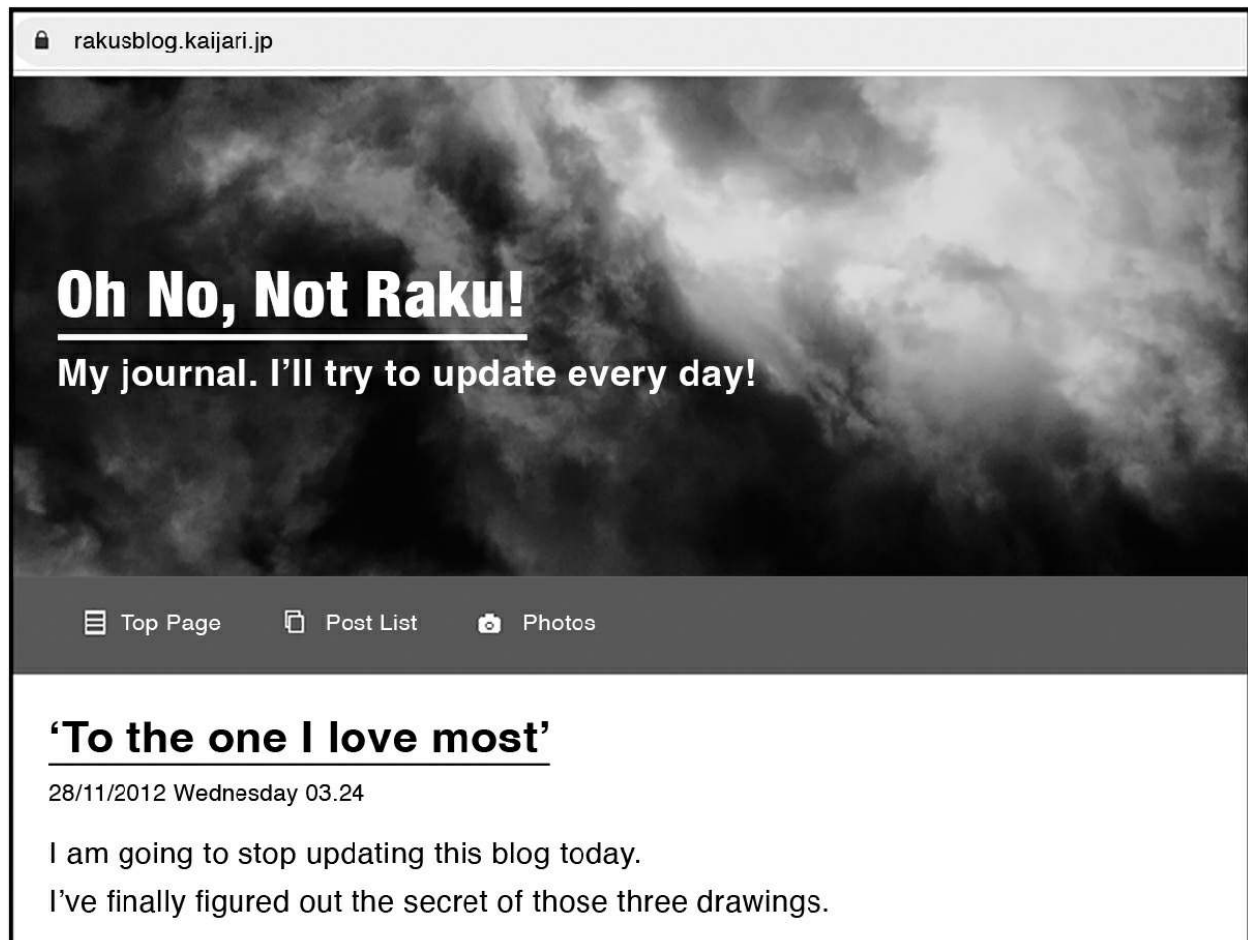 rakusblog.kaijari.jp
Oh No, Not Raku!
My journal. I’ll try to update every day!
Top Page Post List Photos
‘To the one I love most’
28/11/2012 Wednesday 03.24
I am going to stop updating this blog today.
I’ve finally figured out the secret of those three drawings.